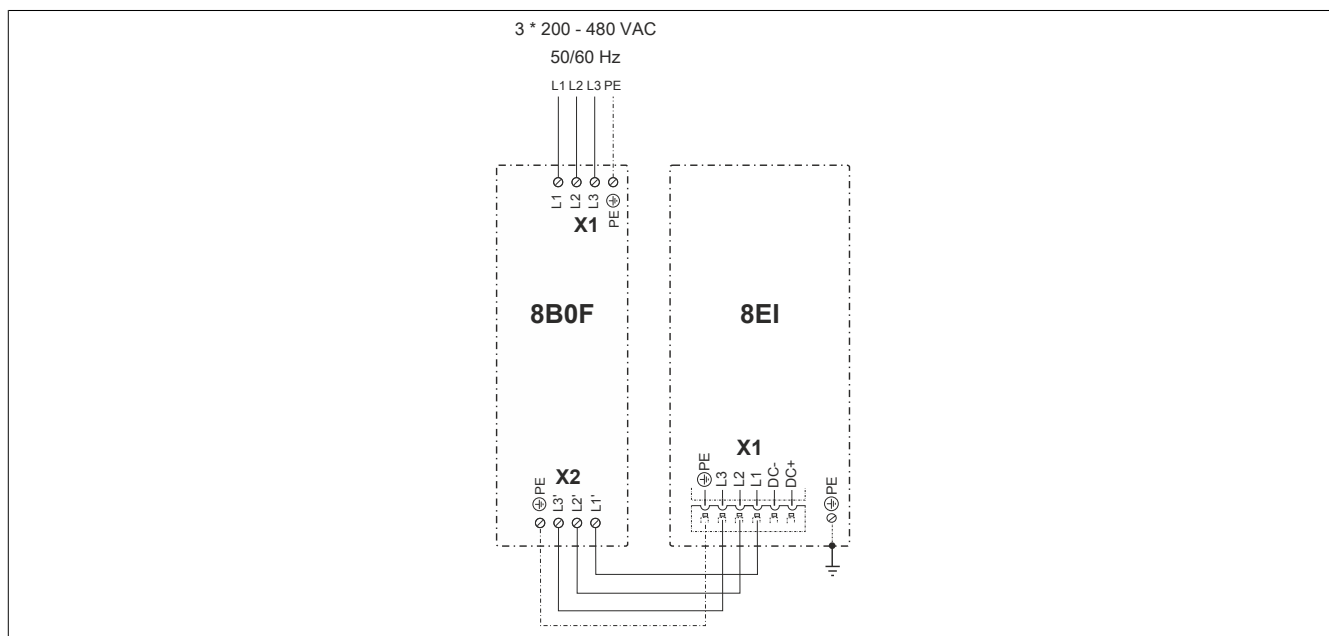 3 * 200 - 480 VAC
50/60 Hz
L1 L2 L3 PE
L1 L2 L3 PE
X1
8B0F
8EI
X2
PE L3' L2' L1'
X1
PE L3 L2 L1 DC- DC+
PE